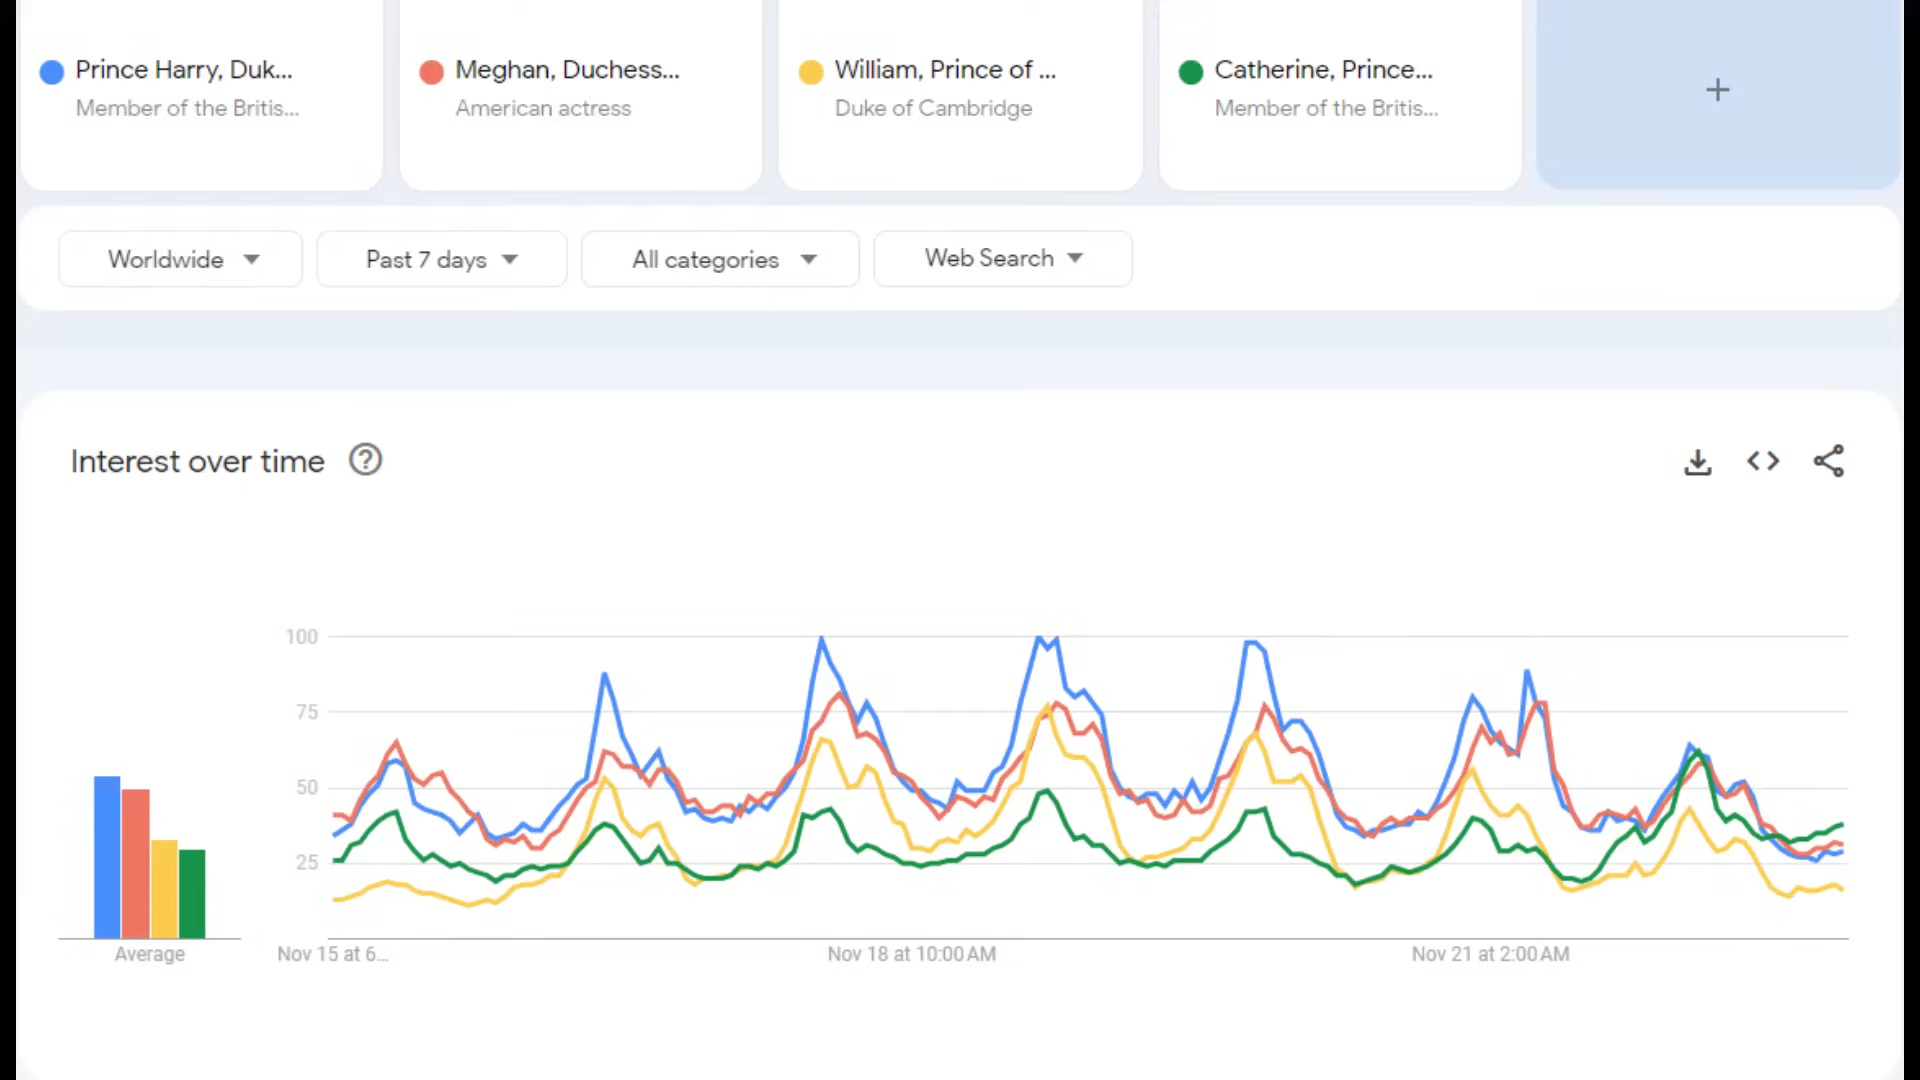 Prince Harry, Duk...
Member of the Britis...
Meghan, Duchess...
American actress
William, Prince of ...
Duke of Cambridge
Catherine, Prince...
Member of the Britis...
+
Worldwide
Past 7 days
All categories
Web Search
Interest over time
?
100
75
50
25
Average
Nov 15 at 6...
Nov 18 at 10:00 AM
Nov 21 at 2:00 AM